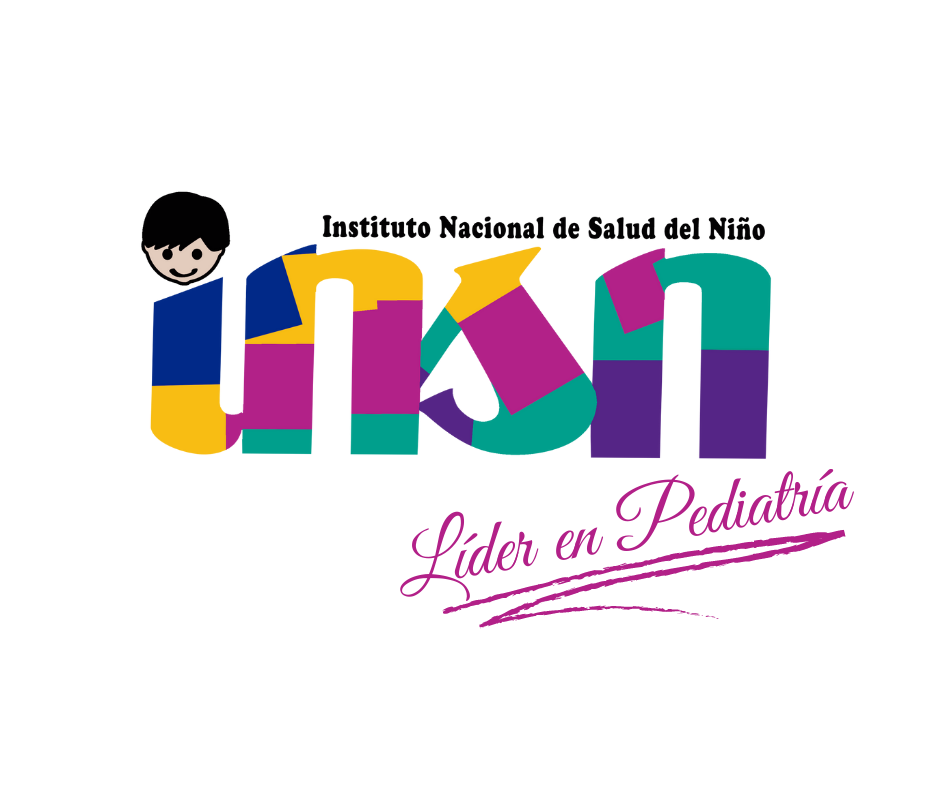 Instituto Nacional de Salud del Niño
insn
Líder en Pediatría